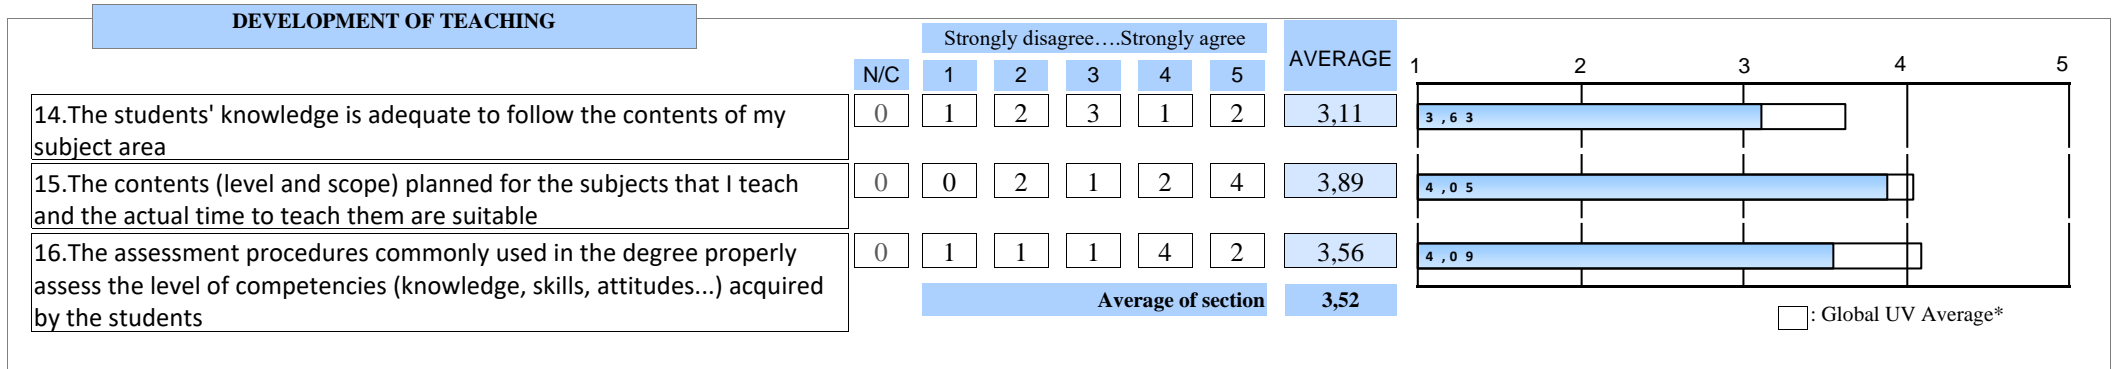 DEVELOPMENT OF TEACHING
Strongly disagree….Strongly agree
AVERAGE
N/C 1 2 3 4 5
1 2 3 4 5
14.The students' knowledge is adequate to follow the contents of my
subject area
0 1 2 3 1 2 3,11
3,63
15.The contents (level and scope) planned for the subjects that I teach
and the actual time to teach them are suitable
0 0 2 1 2 4 3,89
4,05
16.The assessment procedures commonly used in the degree properly
assess the level of competencies (knowledge, skills, attitudes...) acquired
by the students
0 1 1 1 4 2 3,56
4,09
Average of section 3,52
: Global UV Average*